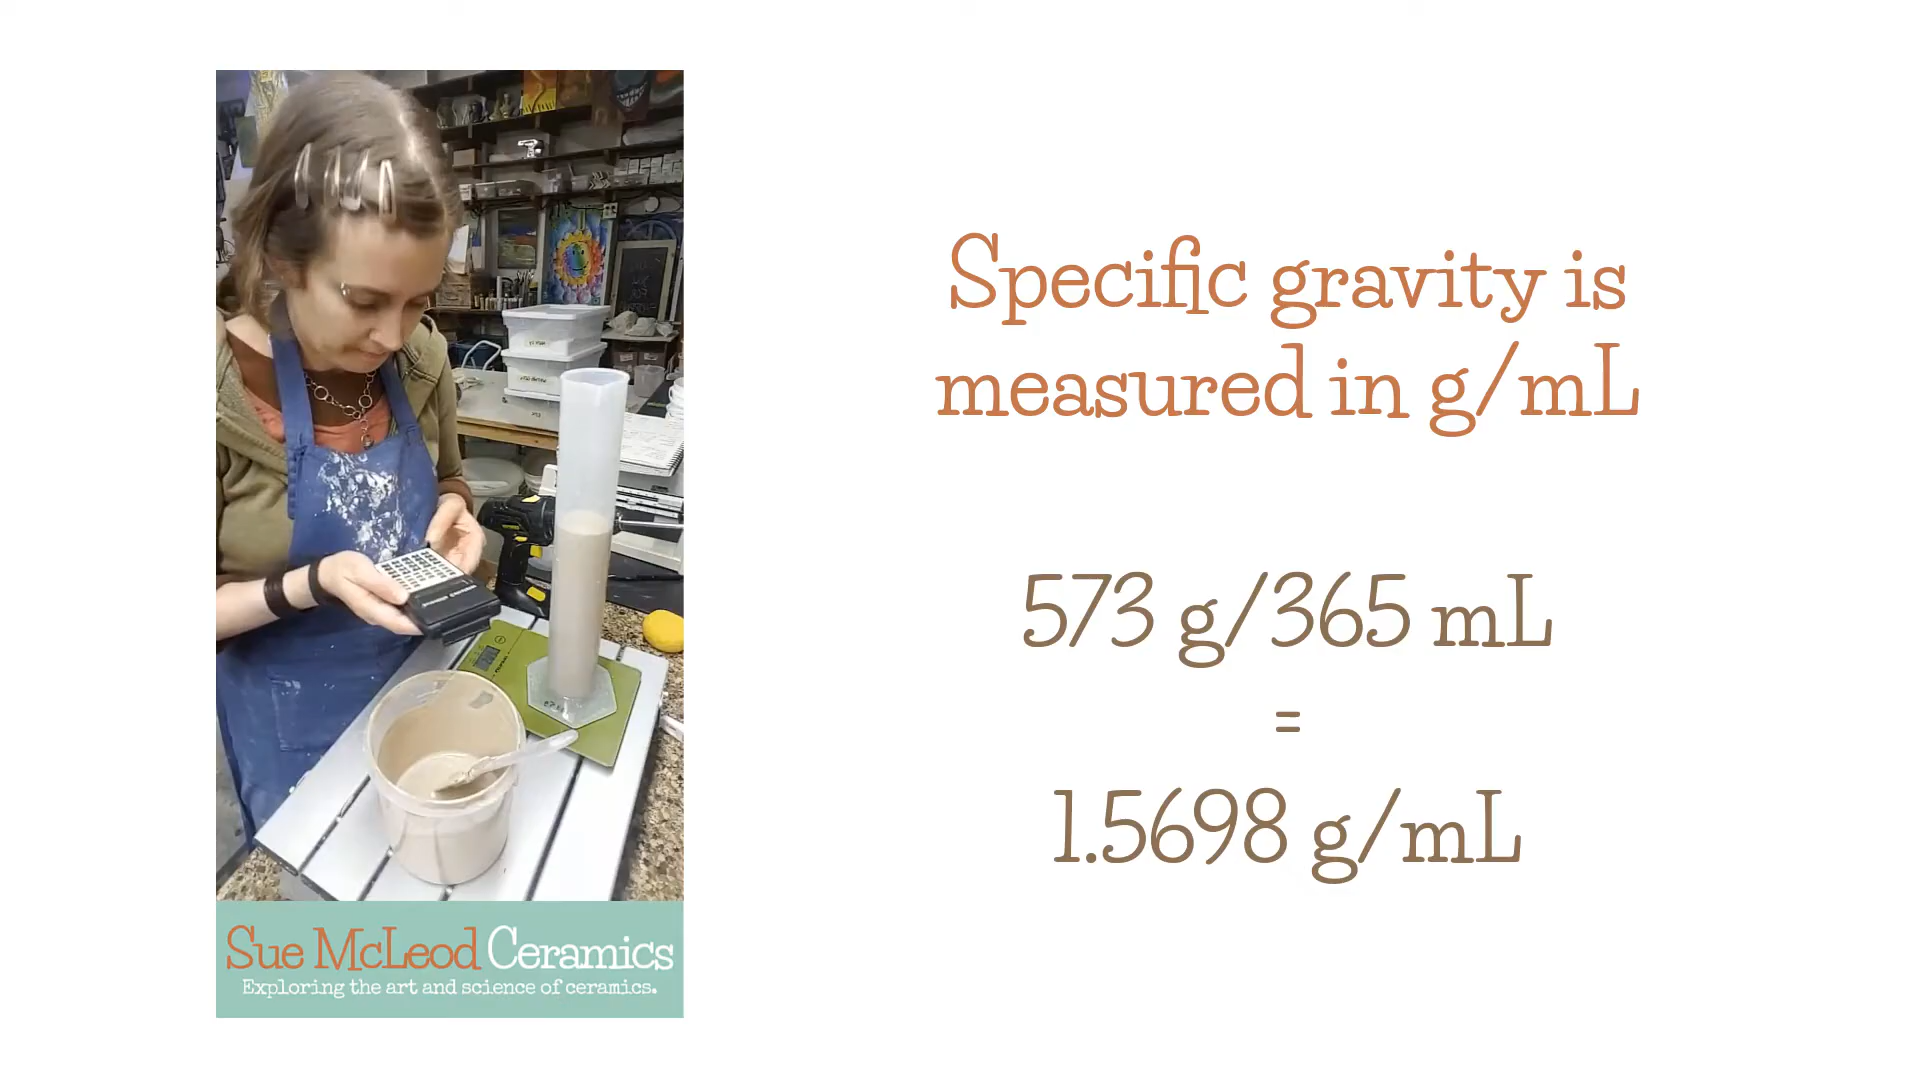 Specific gravity is
measured in g/mL
573 g/365 mL
=
1.5698 g/mL
Sue McLeod Ceramics
Exploring the art and science of ceramics.